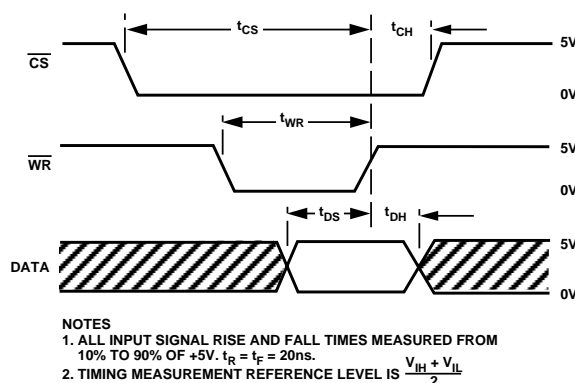 tCS
tCH
CS
5V
0V
tWR
WR
5V
0V
tDS
tDH
DATA
5V
0V
NOTES
1. ALL INPUT SIGNAL RISE AND FALL TIMES MEASURED FROM
10% TO 90% OF +5V. tR = tF = 20ns.
2. TIMING MEASUREMENT REFERENCE LEVEL IS VIH + VIL
2